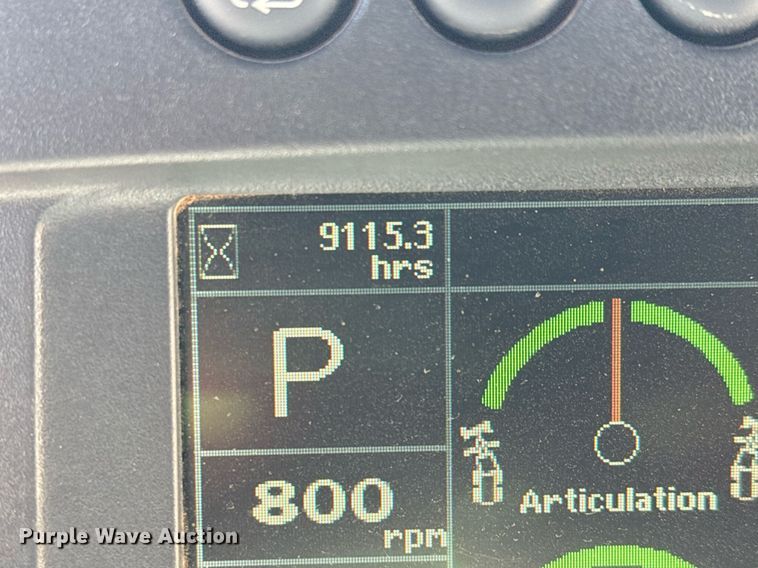 9115.3
hrs
P
800
rpm
Articulation
Purple Wave Auction